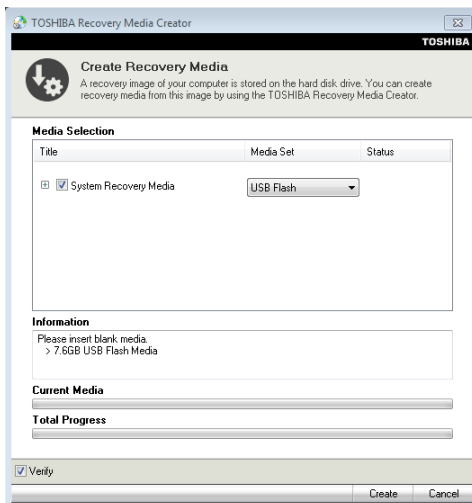 TOSHIBA Recovery Media Creator
TOSHIBA
Create Recovery Media
A recovery image of your computer is stored on the hard disk drive. You can create
recovery media from this image by using the TOSHIBA Recovery Media Creator.
Media Selection
Title Media Set Status
System Recovery Media USB Flash
Information
Please insert blank media.
> 7.6GB USB Flash Media
Current Media
Total Progress
Verify
Create Cancel